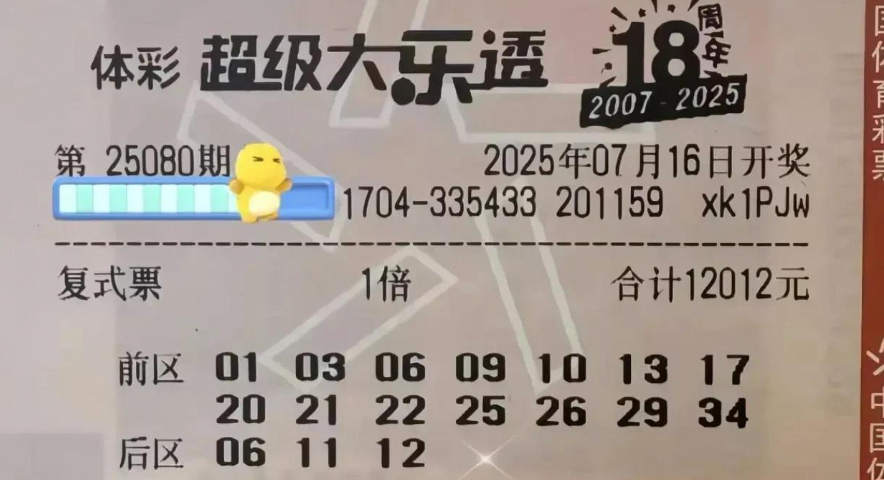 体彩 超级大乐透 18周年
2007-2025
第 25080期 2025年07月16日开奖
1704-335433 201159 xk1PJw
复式票 1倍 合计12012元
前区 01 03 06 09 10 13 17
20 21 22 25 26 29 34
后区 06 11 12
国体育彩票
中国体